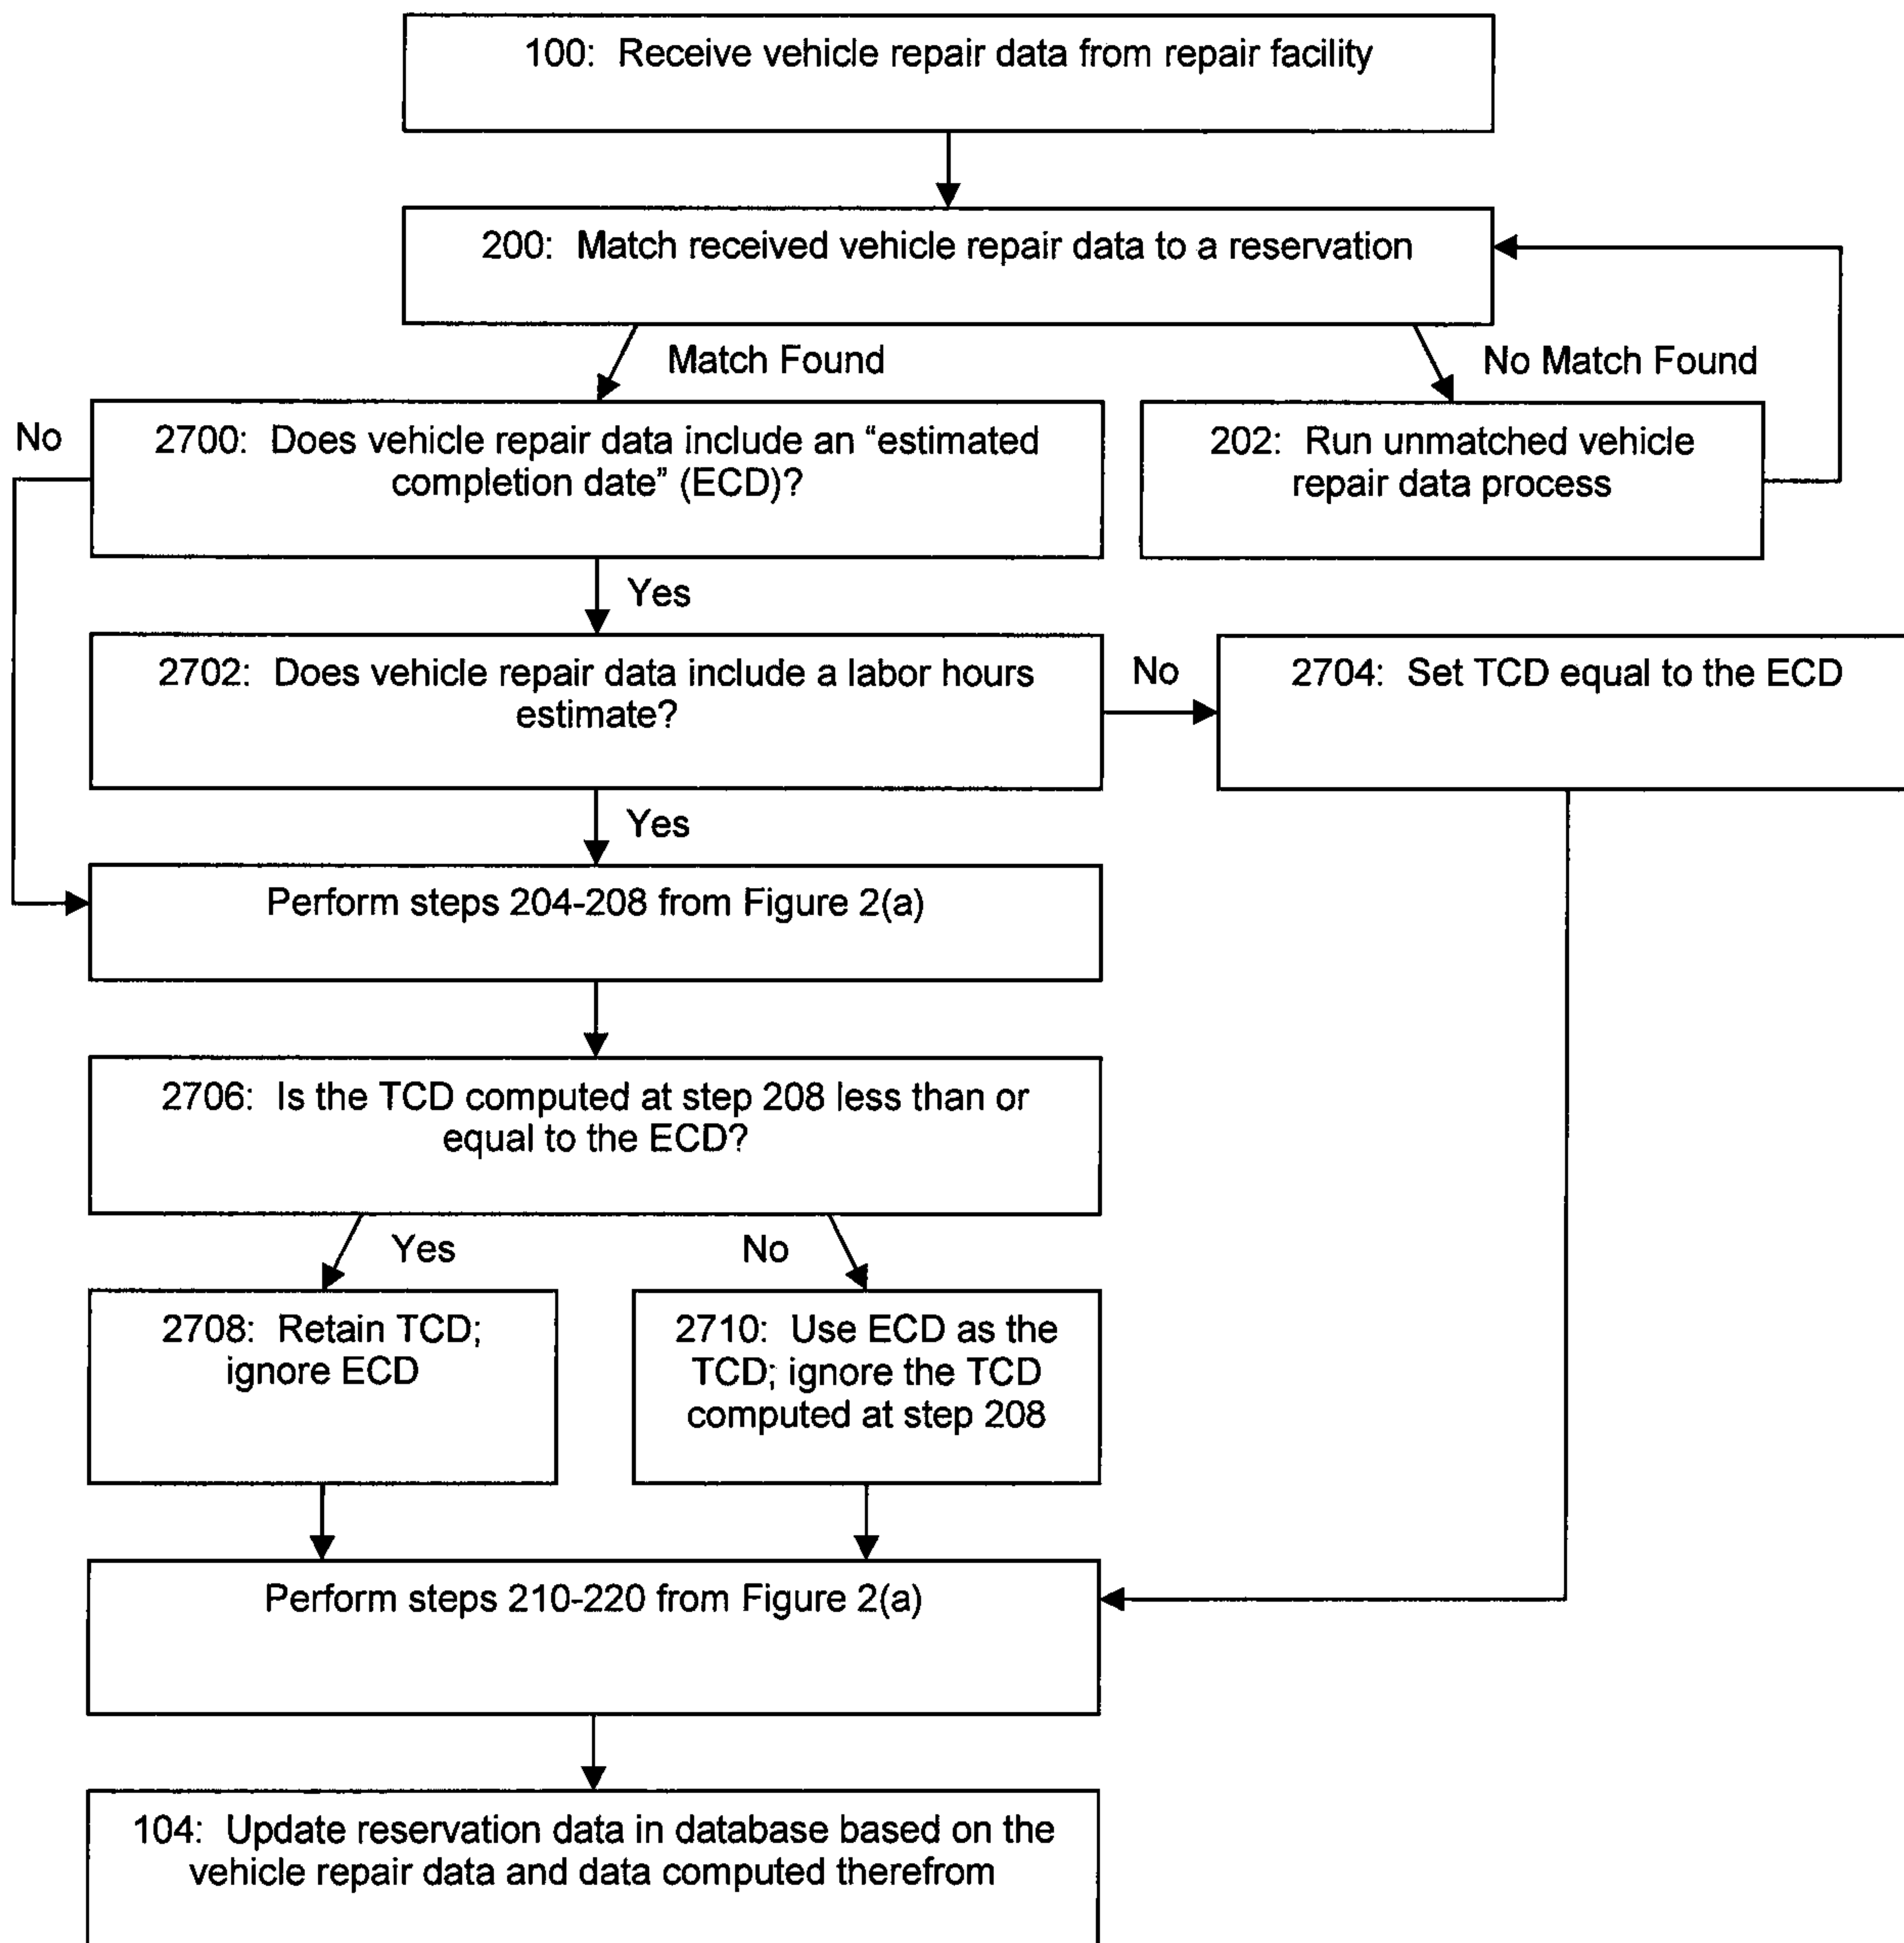 100: Receive vehicle repair data from repair facility
200: Match received vehicle repair data to a reservation
Match Found
No Match Found
No
2700: Does vehicle repair data include an “estimated
completion date” (ECD)?
202: Run unmatched vehicle
repair data process
Yes
2702: Does vehicle repair data include a labor hours
estimate?
No
2704: Set TCD equal to the ECD
Yes
Perform steps 204-208 from Figure 2(a)
2706: Is the TCD computed at step 208 less than or
equal to the ECD?
Yes
No
2708: Retain TCD;
ignore ECD
2710: Use ECD as the
TCD; ignore the TCD
computed at step 208
Perform steps 210-220 from Figure 2(a)
104: Update reservation data in database based on the
vehicle repair data and data computed therefrom